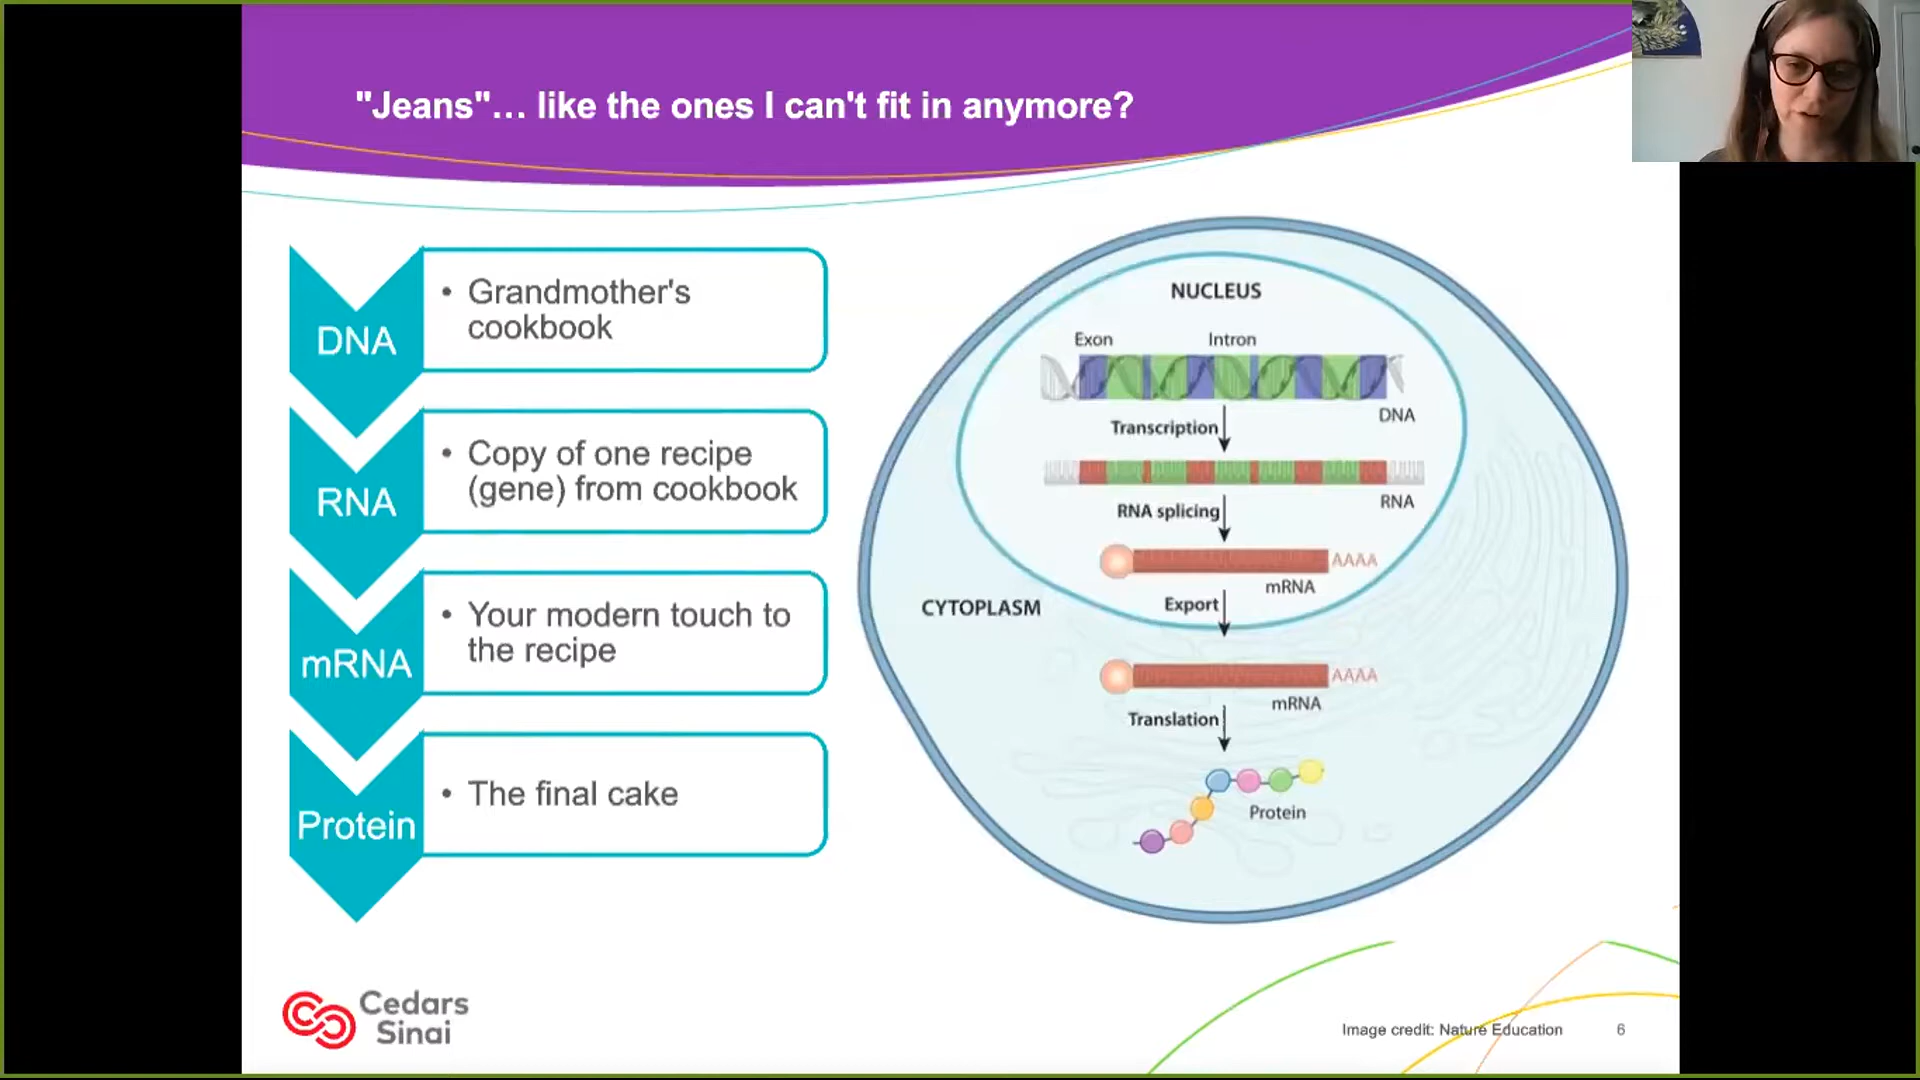 "Jeans"... like the ones I can't fit in anymore?
DNA
• Grandmother's
cookbook
RNA
• Copy of one recipe
(gene) from cookbook
mRNA
• Your modern touch to
the recipe
Protein
• The final cake
NUCLEUS
Exon
Intron
DNA
Transcription
RNA
RNA splicing
AAAA
mRNA
Export
CYTOPLASM
AAAA
mRNA
Translation
Protein
Cedars
Sinai
Image credit: Nature Education
6